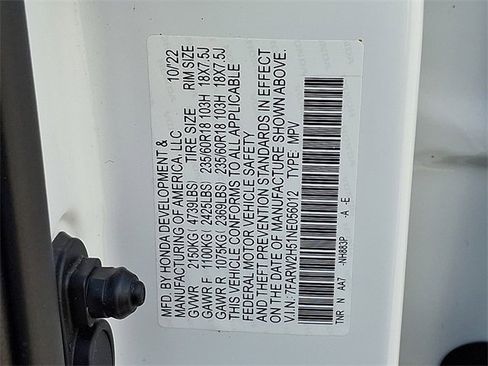 MFD. BY HONDA DEVELOPMENT & 10/22
MANUFACTURING OF AMERICA, LLC
TIRE SIZE RIM SIZE
GVWR 2150KG( 4739LBS)
GAWR F 1100KG( 2425LBS) 235/60R18 103H 18X7.5J
GAWR R 1075KG( 2369LBS) 235/60R18 103H 18X7.5J
THIS VEHICLE CONFORMS TO ALL APPLICABLE
FEDERAL MOTOR VEHICLE SAFETY
AND THEFT PREVENTION STANDARDS IN EFFECT
ON THE DATE OF MANUFACTURE SHOWN ABOVE.
V.I.N.: 7FARW2H51NE056012 TYPE: MPV
TNR N AA7 -NH883P -A -E